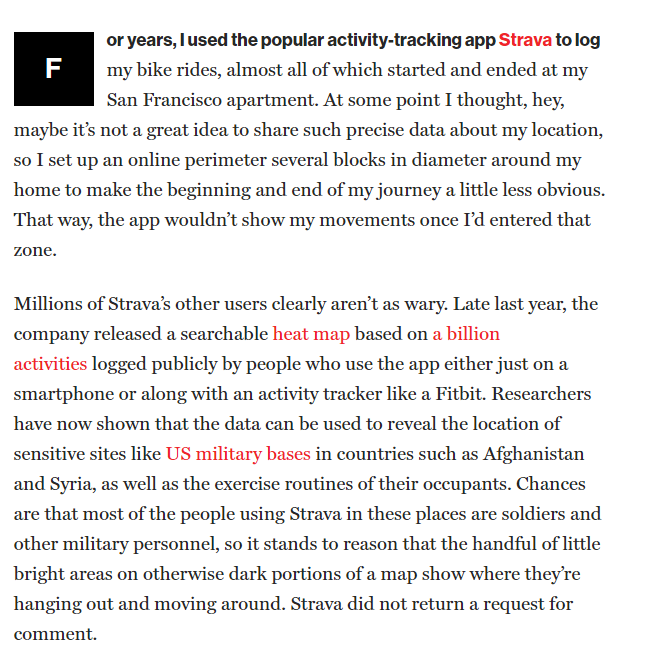 For years, I used the popular activity-tracking app Strava to log
my bike rides, almost all of which started and ended at my
San Francisco apartment. At some point I thought, hey,
maybe it’s not a great idea to share such precise data about my location,
so I set up an online perimeter several blocks in diameter around my
home to make the beginning and end of my journey a little less obvious.
That way, the app wouldn’t show my movements once I’d entered that
zone.
Millions of Strava’s other users clearly aren’t as wary. Late last year, the
company released a searchable heat map based on a billion
activities logged publicly by people who use the app either just on a
smartphone or along with an activity tracker like a Fitbit. Researchers
have now shown that the data can be used to reveal the location of
sensitive sites like US military bases in countries such as Afghanistan
and Syria, as well as the exercise routines of their occupants. Chances
are that most of the people using Strava in these places are soldiers and
other military personnel, so it stands to reason that the handful of little
bright areas on otherwise dark portions of a map show where they’re
hanging out and moving around. Strava did not return a request for
comment.